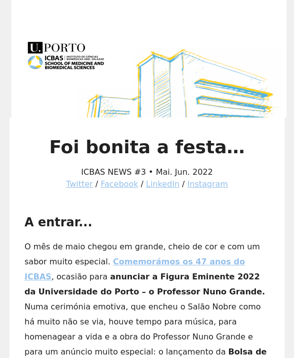 U. PORTO
ICBAS INSTITUTO DE CIÊNCIAS BIOMÉDICAS ABEL SALAZAR
SCHOOL OF MEDICINE AND
BIOMEDICAL SCIENCES
Foi bonita a festa...
ICBAS NEWS #3 • Mai. Jun. 2022
Twitter / Facebook / Linkedin / Instagram
A entrar...
O mês de maio chegou em grande, cheio de cor e com um
sabor muito especial. Comemorámos os 47 anos do
ICBAS, ocasião para anunciar a Figura Eminente 2022
da Universidade do Porto – o Professor Nuno Grande.
Numa cerimónia emotiva, que encheu o Salão Nobre como
há muito não se via, houve tempo para música, para
homenagear a vida e a obra do Professor Nuno Grande e
para um anúncio muito especial: o lançamento da Bolsa de